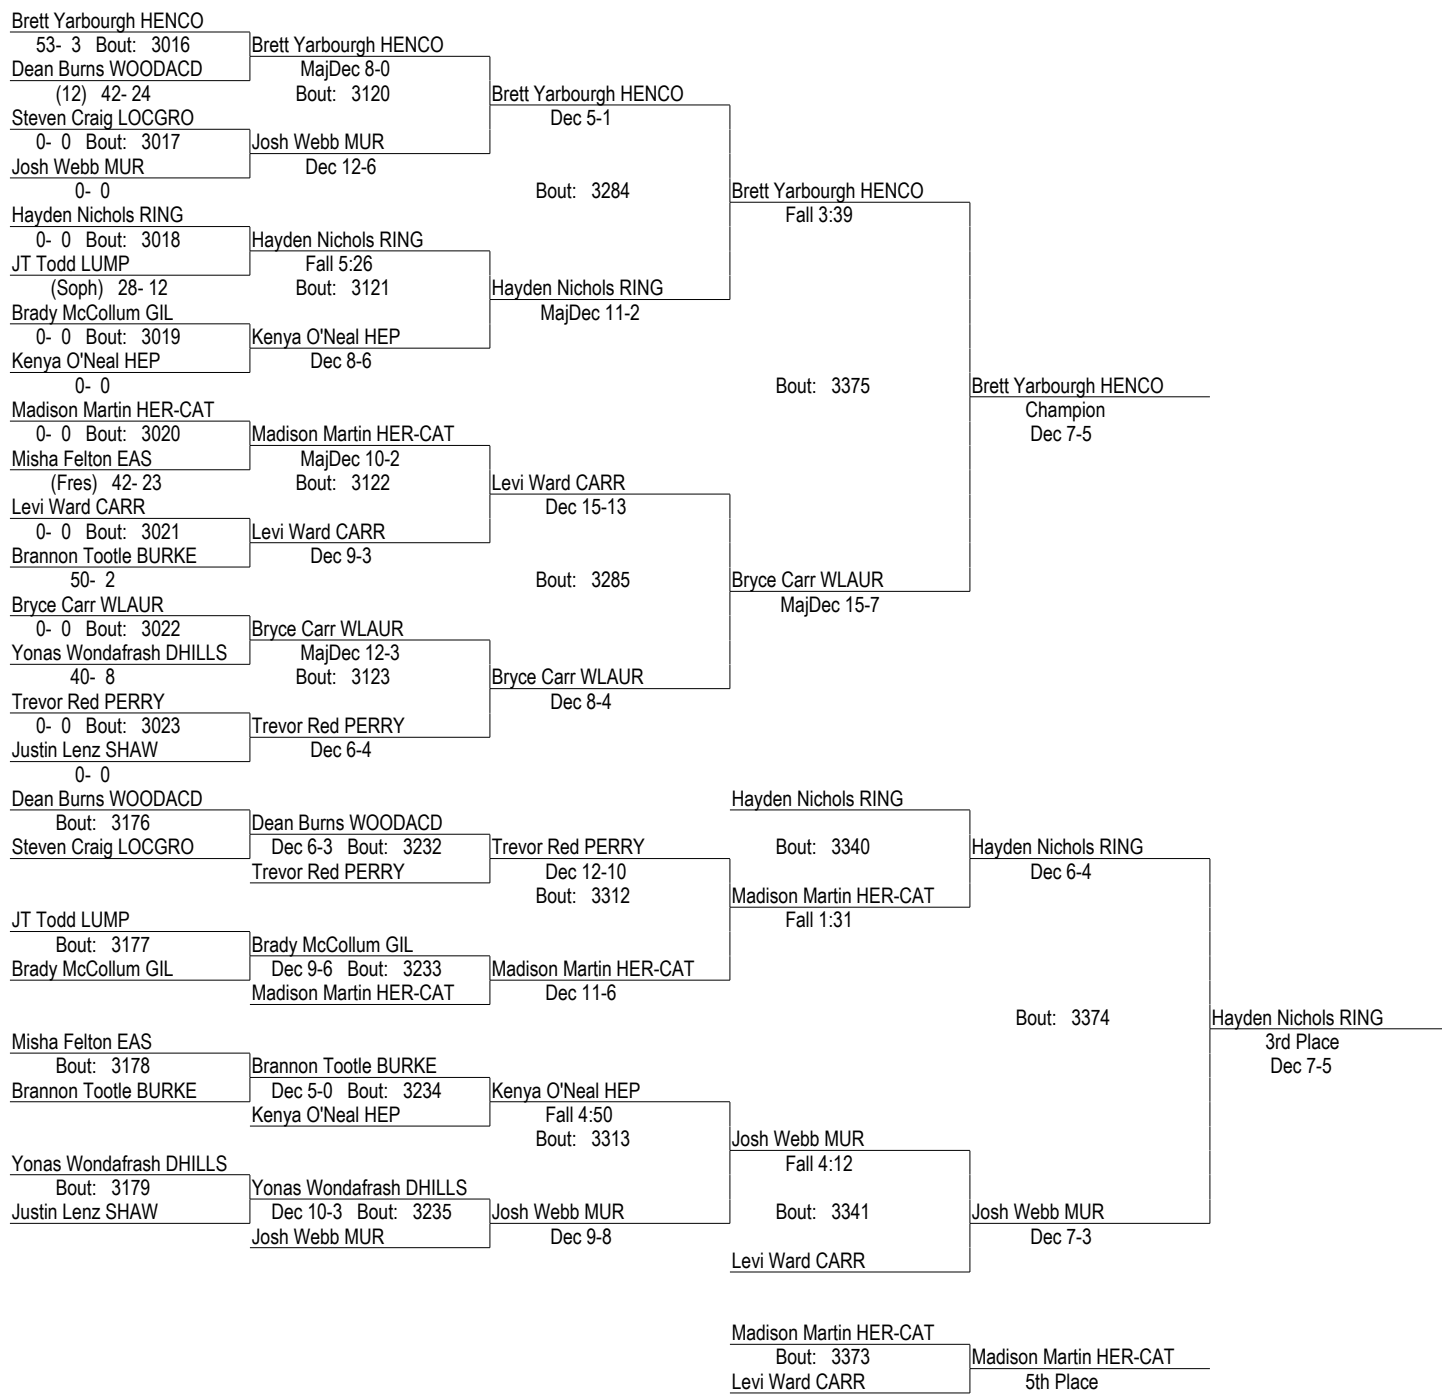 Brett Yarbourgh HENCO
53- 3 Bout: 3016
Brett Yarbourgh HENCO
Dean Burns WOODACD
MajDec 8-0
(12) 42- 24
Bout: 3120
Brett Yarbourgh HENCO
Steven Craig LOCGRO
Dec 5-1
0- 0 Bout: 3017
Josh Webb MUR
Josh Webb MUR
Dec 12-6
0- 0
Bout: 3284
Brett Yarbourgh HENCO
Hayden Nichols RING
Fall 3:39
0- 0 Bout: 3018
Hayden Nichols RING
JT Todd LUMP
Fall 5:26
(Soph) 28- 12
Bout: 3121
Hayden Nichols RING
Brady McCollum GIL
MajDec 11-2
0- 0 Bout: 3019
Kenya O'Neal HEP
Kenya O'Neal HEP
Dec 8-6
0- 0
Bout: 3375
Brett Yarbourgh HENCO
Madison Martin HER-CAT
Champion
0- 0 Bout: 3020
Madison Martin HER-CAT
Dec 7-5
Misha Felton EAS
MajDec 10-2
(Fres) 42- 23
Bout: 3122
Levi Ward CARR
Levi Ward CARR
Dec 15-13
0- 0 Bout: 3021
Levi Ward CARR
Brannon Tootle BURKE
Dec 9-3
50- 2
Bout: 3285
Bryce Carr WLAUR
Bryce Carr WLAUR
MajDec 15-7
0- 0 Bout: 3022
Bryce Carr WLAUR
Yonas Wondafrash DHILLS
MajDec 12-3
40- 8
Bout: 3123
Bryce Carr WLAUR
Trevor Red PERRY
Dec 8-4
0- 0 Bout: 3023
Trevor Red PERRY
Justin Lenz SHAW
Dec 6-4
0- 0
Dean Burns WOODACD
Hayden Nichols RING
Bout: 3176
Dean Burns WOODACD
Steven Craig LOCGRO
Dec 6-3 Bout: 3232
Trevor Red PERRY
Bout: 3340
Hayden Nichols RING
Trevor Red PERRY
Dec 12-10
Dec 6-4
Bout: 3312
Madison Martin HER-CAT
JT Todd LUMP
Fall 1:31
Bout: 3177
Brady McCollum GIL
Brady McCollum GIL
Dec 9-6 Bout: 3233
Madison Martin HER-CAT
Madison Martin HER-CAT
Dec 11-6
Bout: 3374
Hayden Nichols RING
Misha Felton EAS
3rd Place
Bout: 3178
Brannon Tootle BURKE
Dec 7-5
Brannon Tootle BURKE
Dec 5-0 Bout: 3234
Kenya O'Neal HEP
Kenya O'Neal HEP
Fall 4:50
Bout: 3313
Josh Webb MUR
Yonas Wondafrash DHILLS
Fall 4:12
Bout: 3179
Yonas Wondafrash DHILLS
Justin Lenz SHAW
Dec 10-3 Bout: 3235
Josh Webb MUR
Bout: 3341
Josh Webb MUR
Josh Webb MUR
Dec 9-8
Dec 7-3
Levi Ward CARR
Madison Martin HER-CAT
Bout: 3373
Madison Martin HER-CAT
Levi Ward CARR
5th Place